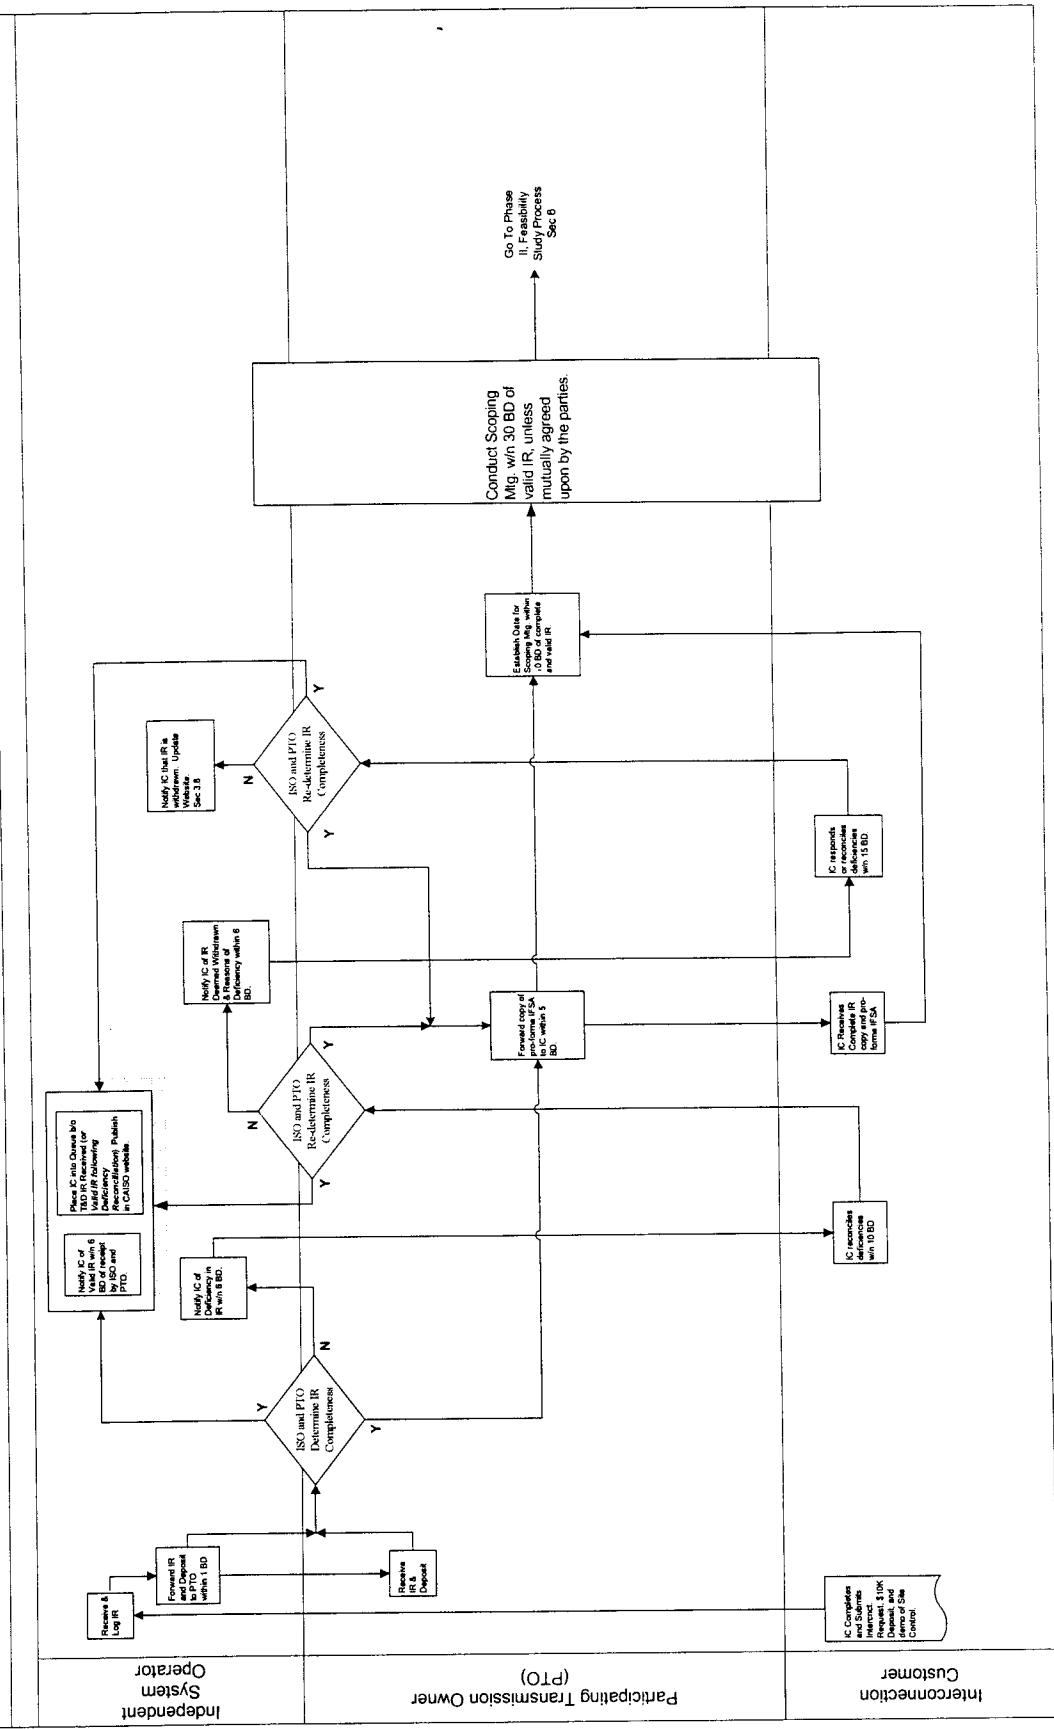 Independent
System
Operator
Participating Transmission Owner
(PTO)
Interconnection
Customer
IC Completes
and Submits
Intercnct.
Request, $10K
Deposit, and
demo of Site
Control.
Receive &
Log IR
Forward IR
and Deposit
to PTO
within 1 BD
Receive
IR &
Deposit
ISO and PTO
Determine IR
Completeness
Y
N
Y
Notify IC of
Valid IR w/n 6
BD of receipt
by ISO and
PTO.
Place IC into Queue b/o
T&D IR Received (or
Valid IR following
Deficiency
Reconciliation) Publish
in CAISO website.
Notify IC of
Deficiency in
IR w/n 6 BD.
IC reconciles
deficiencies
w/n 10 BD
ISO and PTO
Re-determine IR
Completeness
Y
N
Y
Notify IC of IR
Deemed Withdrawn
& Reasons of
Deficiency within 6
BD.
Forward copy of
pro-forma IFSA
to IC within 5
BD.
IC Receives
Complete IR
copy and pro-
forma IFSA
IC responds
or reconciles
deficiencies
w/n 15 BD.
ISO and PTO
Re-determine IR
Completeness
Y
N
Y
Notify IC that IR is
withdrawn. Update
Website.
Sec 3.8
Establish Date for
Scoping Mtg. within
10 BD of complete
and valid IR.
Conduct Scoping
Mtg. w/n 30 BD of
valid IR, unless
mutually agreed
upon by the parties.
Go To Phase
II, Feasibility
Study Process
Sec 6